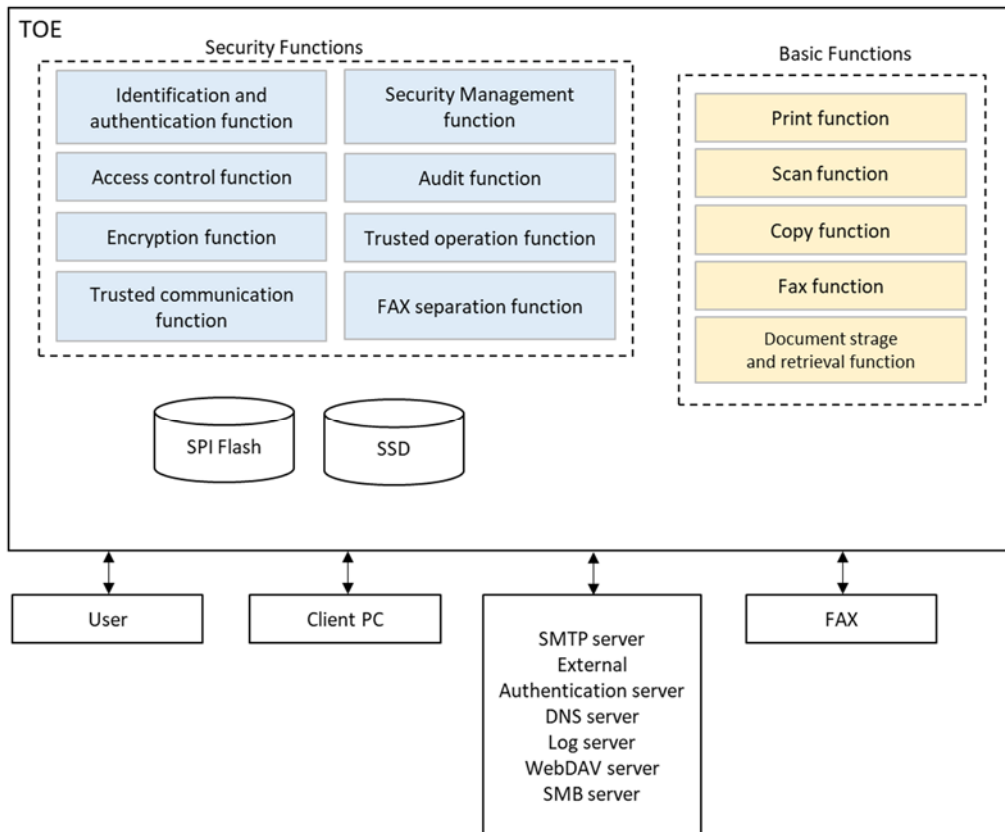 TOE
Security Functions
Identification and
authentication function
Security Management
function
Access control function
Audit function
Encryption function
Trusted operation function
Trusted communication
function
FAX separation function
Basic Functions
Print function
Scan function
Copy function
Fax function
Document strage
and retrieval function
SPI Flash
SSD
User
Client PC
SMTP server
External
Authentication server
DNS server
Log server
WebDAV server
SMB server
FAX